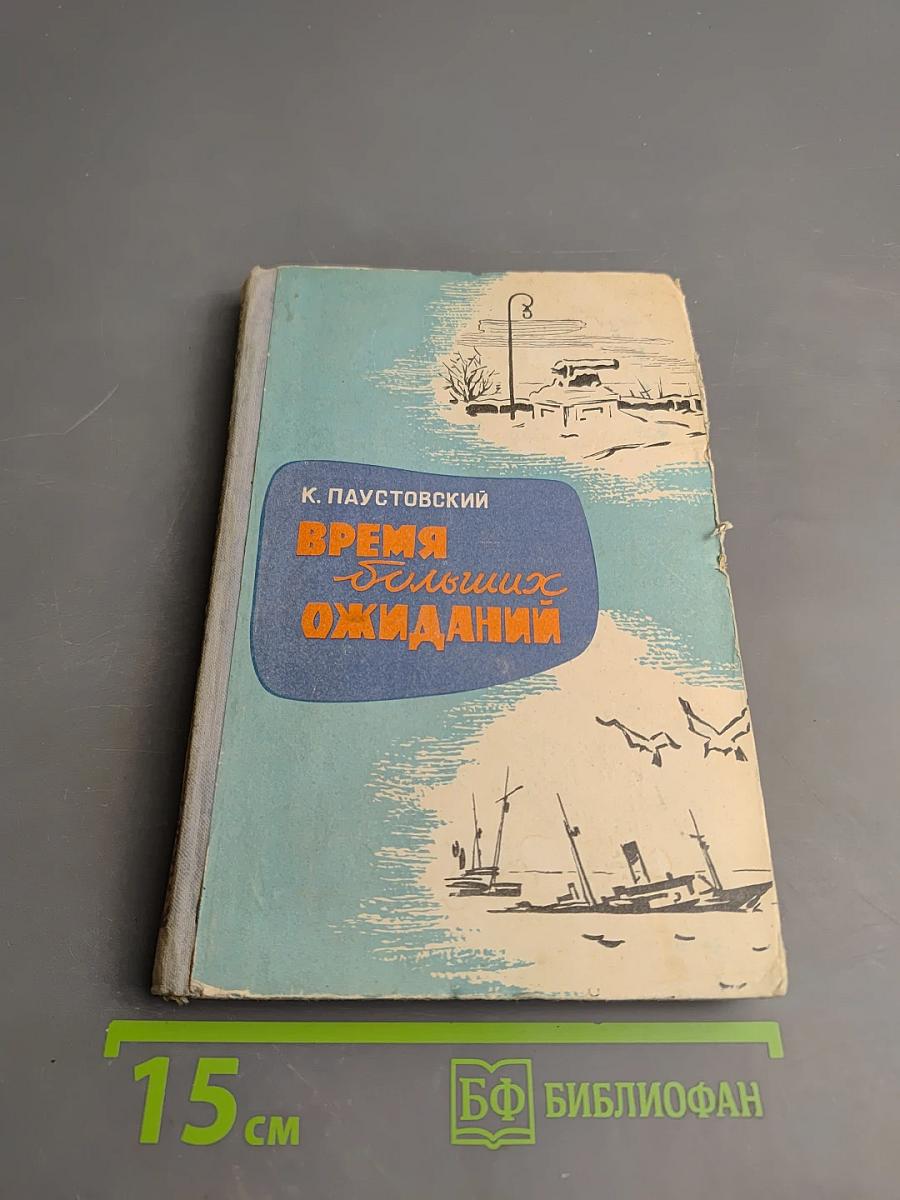 К. ПАУСТОВСКИЙ
ВРЕМЯ
больших
ОЖИДАНИЙ
15 см
БФ БИБЛИОФАН